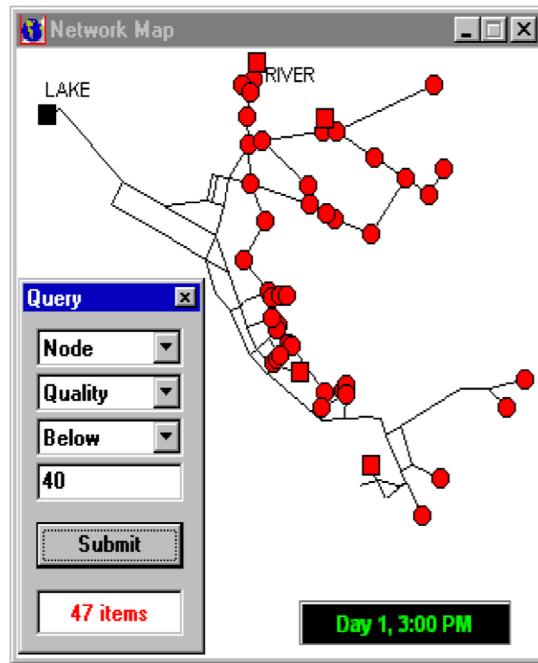 Network Map
LAKE
RIVER
Query
Node
Quality
Below
40
Submit
47 items
Day 1, 3:00 PM